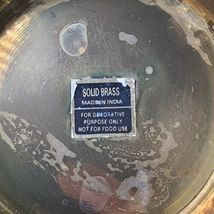 SOLID BRASS
MADE IN INDIA
FOR DECORATIVE
PURPOSE ONLY
NOT FOR FOOD USE